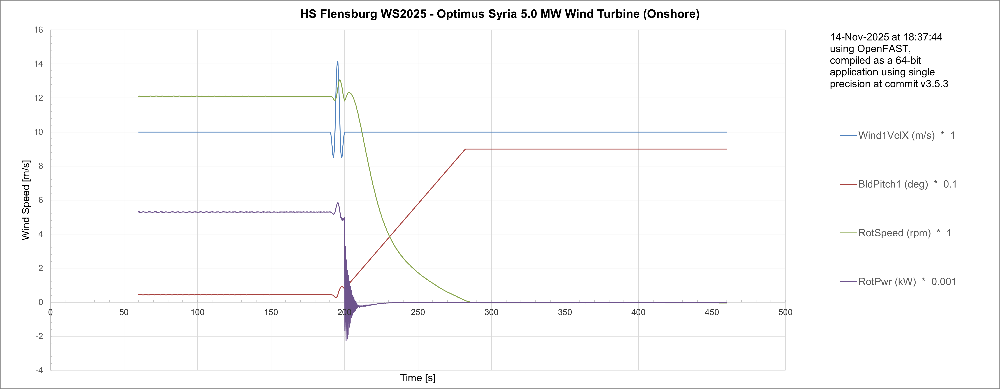 HS Flensburg WS2025 - Optimus Syria 5.0 MW Wind Turbine (Onshore)
14-Nov-2025 at 18:37:44
using OpenFAST,
compiled as a 64-bit
application using single
precision at commit v3.5.3
Wind1VelX (m/s) * 1
BldPitch1 (deg) * 0.1
RotSpeed (rpm) * 1
RotPwr (kW) * 0.001
Wind Speed [m/s]
16
14
12
10
8
6
4
2
0
-2
-4
0 50 100 150 200 250 300 350 400 450 500
Time [s]